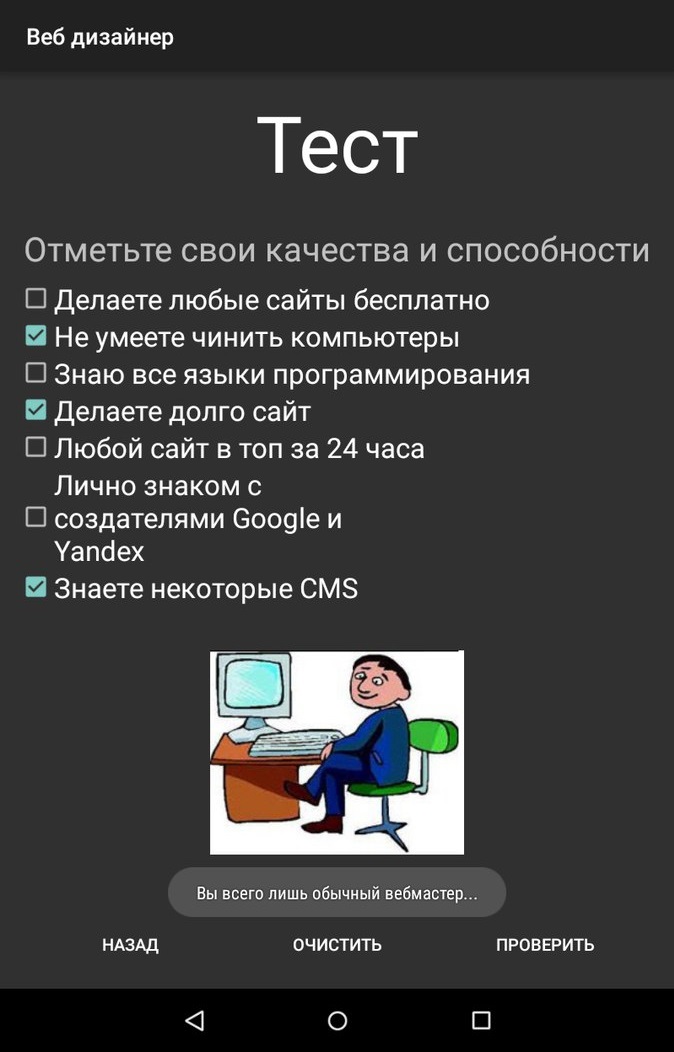 Веб дизайнер
Тест
Отметьте свои качества и способности
Делаете любые сайты бесплатно
Не умеете чинить компьютеры
Знаю все языки программирования
Делаете долго сайт
Любой сайт в топ за 24 часа
Лично знаком с
создателями Google и
Yandex
Знаете некоторые CMS
Вы всего лишь обычный вебмастер...
НАЗАД ОЧИСТИТЬ ПРОВЕРИТЬ